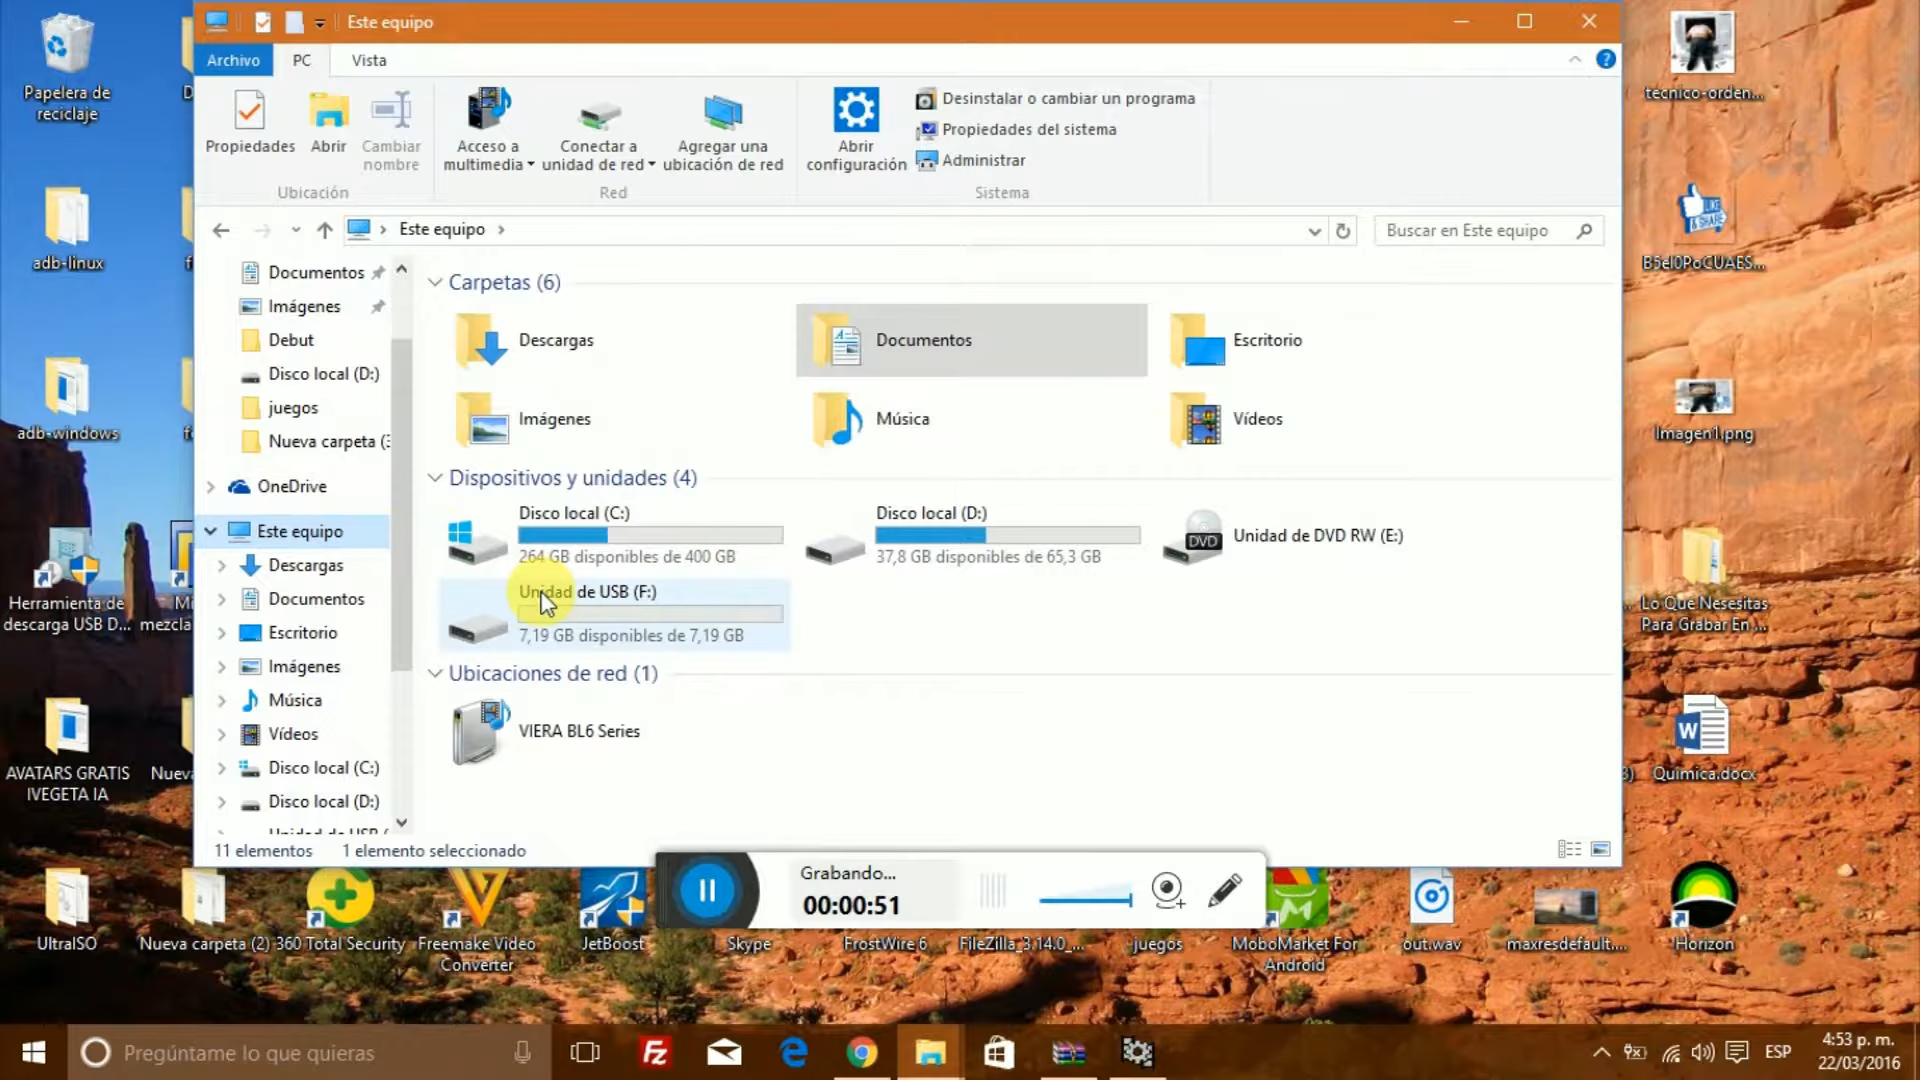 Este equipo
Archivo
PC
Vista
Propiedades
Abrir
Cambiar
nombre
Ubicación
Acceso a
multimedia
Conectar a
unidad de red
Agregar una
ubicación de red
Red
Abrir
configuración
Desinstalar o cambiar un programa
Propiedades del sistema
Administrar
Sistema
Este equipo
Buscar en Este equipo
Documentos
Imágenes
Debut
Disco local (D:)
juegos
Nueva carpeta (3
OneDrive
Este equipo
Descargas
Documentos
Escritorio
Imágenes
Música
Vídeos
Disco local (C:)
Disco local (D:)
Unidad de USB (
Carpetas (6)
Descargas
Documentos
Escritorio
Imágenes
Música
Vídeos
Dispositivos y unidades (4)
Disco local (C:)
264 GB disponibles de 400 GB
Disco local (D:)
37,8 GB disponibles de 65,3 GB
DVD
Unidad de DVD RW (E:)
Unidad de USB (F:)
7,19 GB disponibles de 7,19 GB
Ubicaciones de red (1)
VIERA BL6 Series
11 elementos
1 elemento seleccionado
Grabando...
00:00:51
Papelera de
reciclaje
adb-linux
adb-windows
Herramienta de
descarga USB D...
mezcla
AVATARS GRATIS
IVEGETA IA
Nueva
tecnico-orden...
LIKE
& SHARE
B5el0PoCUAES...
Imagen1.png
Lo Que Nesesitas
Para Grabar En ...
Quimica.docx
UltraISO
Nueva carpeta (2)
360 Total Security
Freemake Video
Converter
JetBoost
Skype
FrostWire 6
FileZilla_3.14.0_...
juegos
MoboMarket For
Android
out.wav
maxresdefault....
Horizon
Pregúntame lo que quieras
ESP
4:53 p. m.
22/03/2016